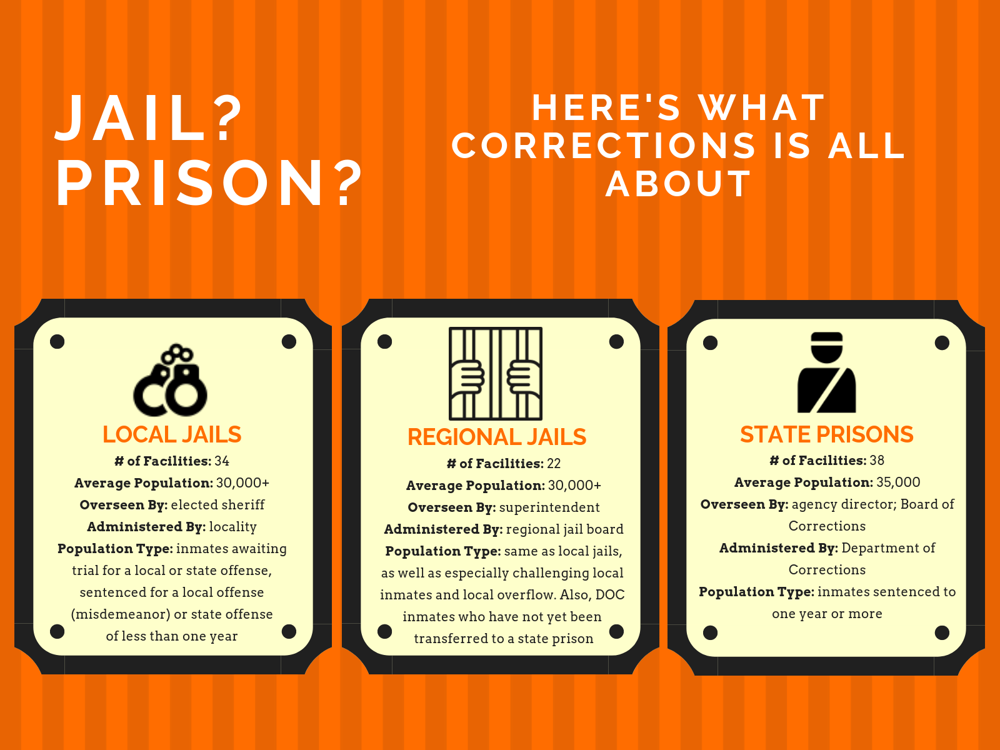 JAIL?
PRISON?
HERE'S WHAT
CORRECTIONS IS ALL
ABOUT
LOCAL JAILS
# of Facilities: 34
Average Population: 30,000+
Overseen By: elected sheriff
Administered By: locality
Population Type: inmates awaiting
trial for a local or state offense,
sentenced for a local offense
(misdemeanor) or state offense
of less than one year
REGIONAL JAILS
# of Facilities: 22
Average Population: 30,000+
Overseen By: superintendent
Administered By: regional jail board
Population Type: same as local jails,
as well as especially challenging local
inmates and local overflow. Also, DOC
inmates who have not yet been
transferred to a state prison
STATE PRISONS
# of Facilities: 38
Average Population: 35,000
Overseen By: agency director; Board of
Corrections
Administered By: Department of
Corrections
Population Type: inmates sentenced to
one year or more